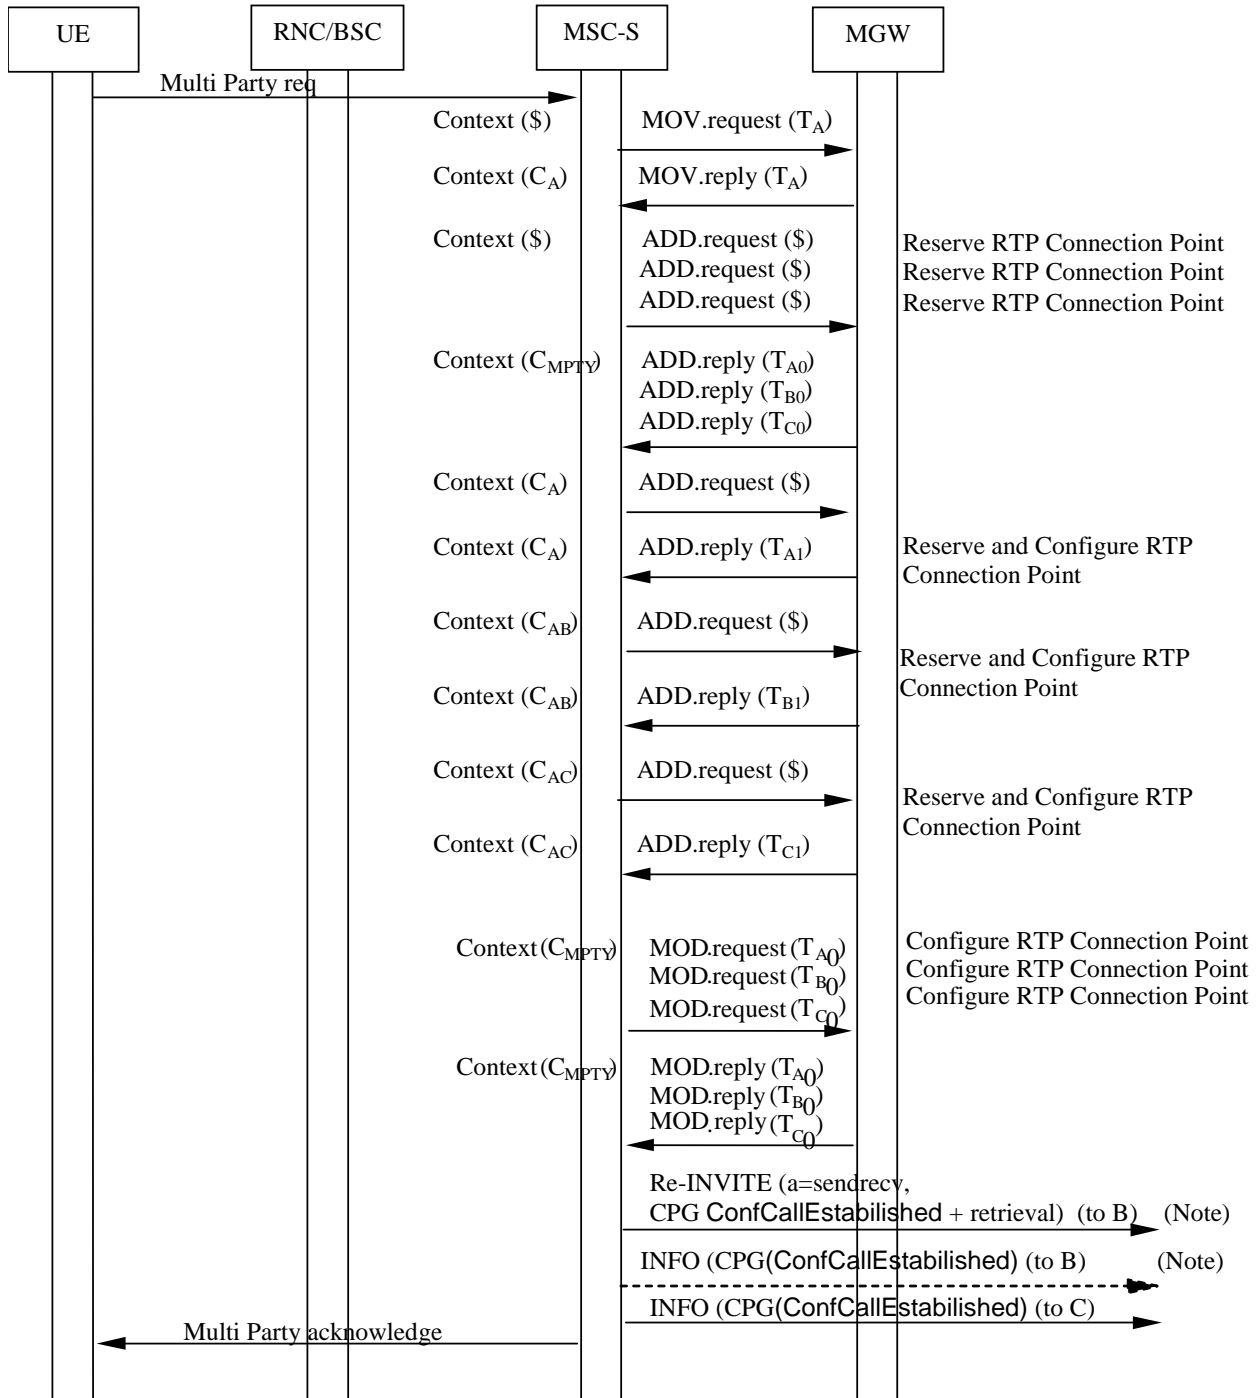 UE RNC/BSC MSC-S MGW
Multi Party req
Context ($) MOV.request (TA)
Context (CA) MOV.reply (TA)
Context ($) ADD.request ($) Reserve RTP Connection Point
ADD.request ($) Reserve RTP Connection Point
ADD.request ($) Reserve RTP Connection Point
Context (CMPTY) ADD.reply (TA0)
ADD.reply (TB0)
ADD.reply (TC0)
Context (CA) ADD.request ($)
Context (CA) ADD.reply (TA1) Reserve and Configure RTP
Connection Point
Context (CAB) ADD.request ($)
Reserve and Configure RTP
Connection Point
Context (CAB) ADD.reply (TB1)
Context (CAC) ADD.request ($)
Reserve and Configure RTP
Connection Point
Context (CAC) ADD.reply (TC1)
Context (CMPTY) MOD.request (TA0) Configure RTP Connection Point
MOD.request (TB0) Configure RTP Connection Point
MOD.request (TC0) Configure RTP Connection Point
Context (CMPTY) MOD.reply (TA0)
MOD.reply (TB0)
MOD.reply (TC0)
Re-INVITE (a=sendrecv,
CPG ConfCallEstabilished + retrieval) (to B) (Note)
INFO (CPG(ConfCallEstabilished) (to B) (Note)
INFO (CPG(ConfCallEstabilished) (to C)
Multi Party acknowledge